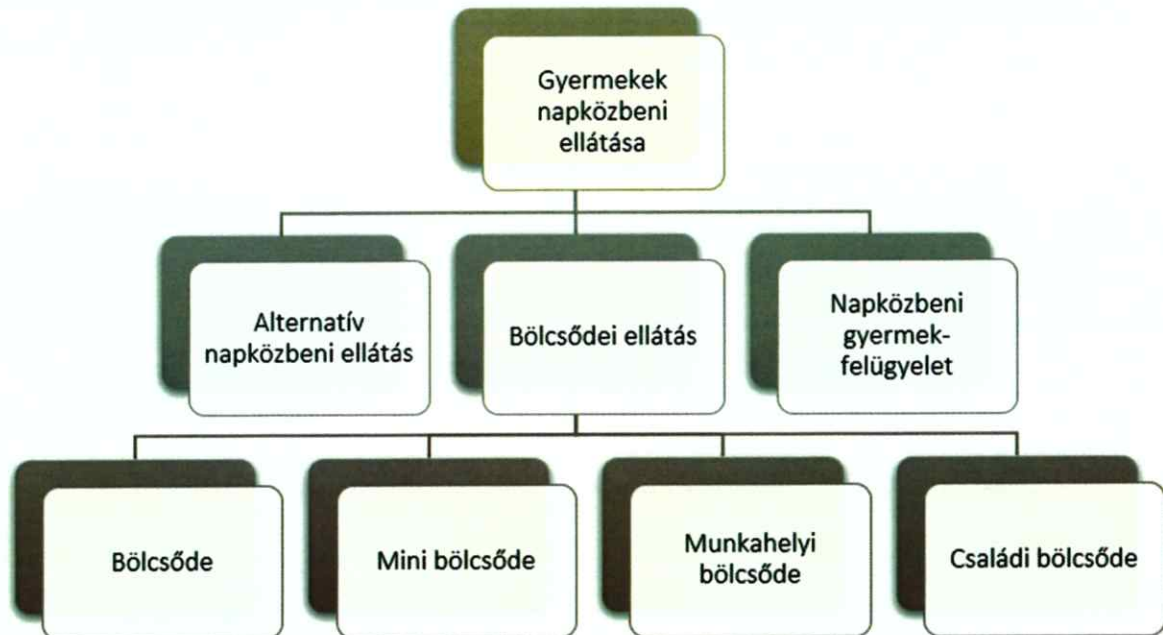 Gyermekek
napközbeni
ellátása
Alternatív
napközbeni ellátás
Bölcsődei ellátás
Napközbeni
gyermek-
felügyelet
Bölcsőde
Mini bölcsőde
Munkahelyi
bölcsőde
Családi bölcsőde